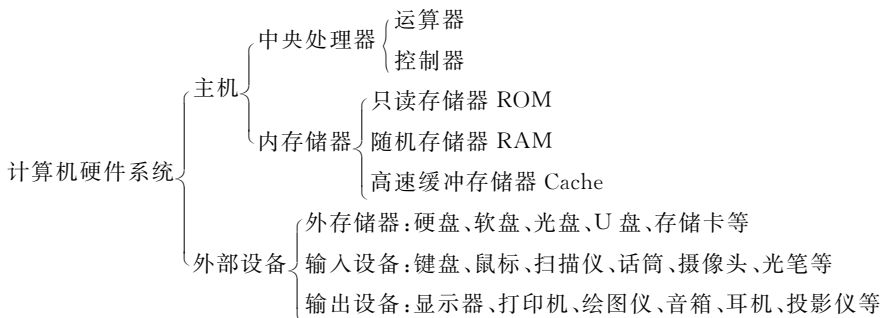 运算器
中央处理器
控制器
主机
只读存储器 ROM
内存储器
随机存储器 RAM
高速缓冲存储器 Cache
计算机硬件系统
外存储器:硬盘、软盘、光盘、U 盘、存储卡等
外部设备
输入设备:键盘、鼠标、扫描仪、话筒、摄像头、光笔等
输出设备:显示器、打印机、绘图仪、音箱、耳机、投影仪等